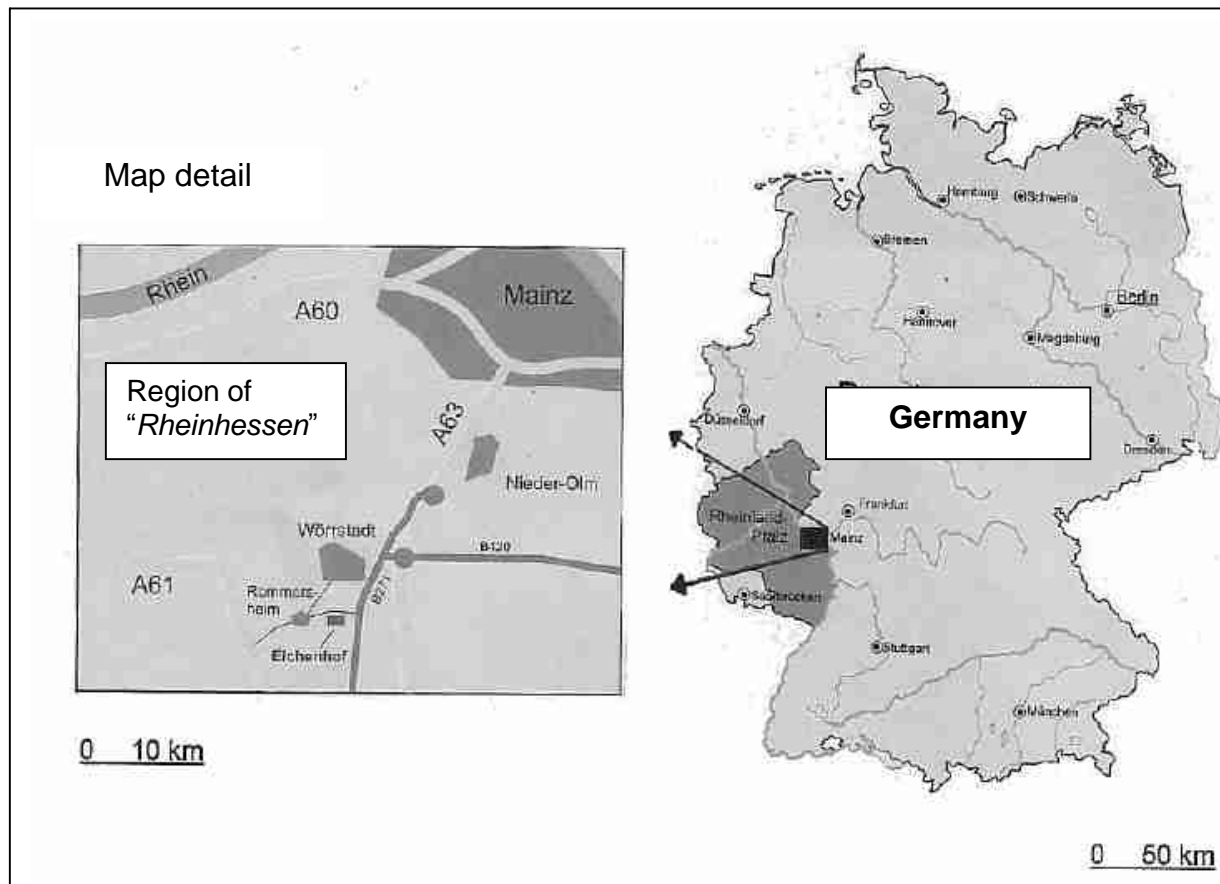 Map detail
Rhein
A60
Mainz
Region of
“Rheinhessen”
A63
Nieder-Olm
Wörrstadt
B420
A61
B271
Rommers-
heim
Eichenhof
0 10 km
Hamburg
Schwerin
Bremen
Berlin
Hannover
Magdeburg
Germany
Düsseldorf
Dresden
Frankfurt
Rheinland-
Pfalz
Mainz
Saarbrücken
Stuttgart
München
0 50 km